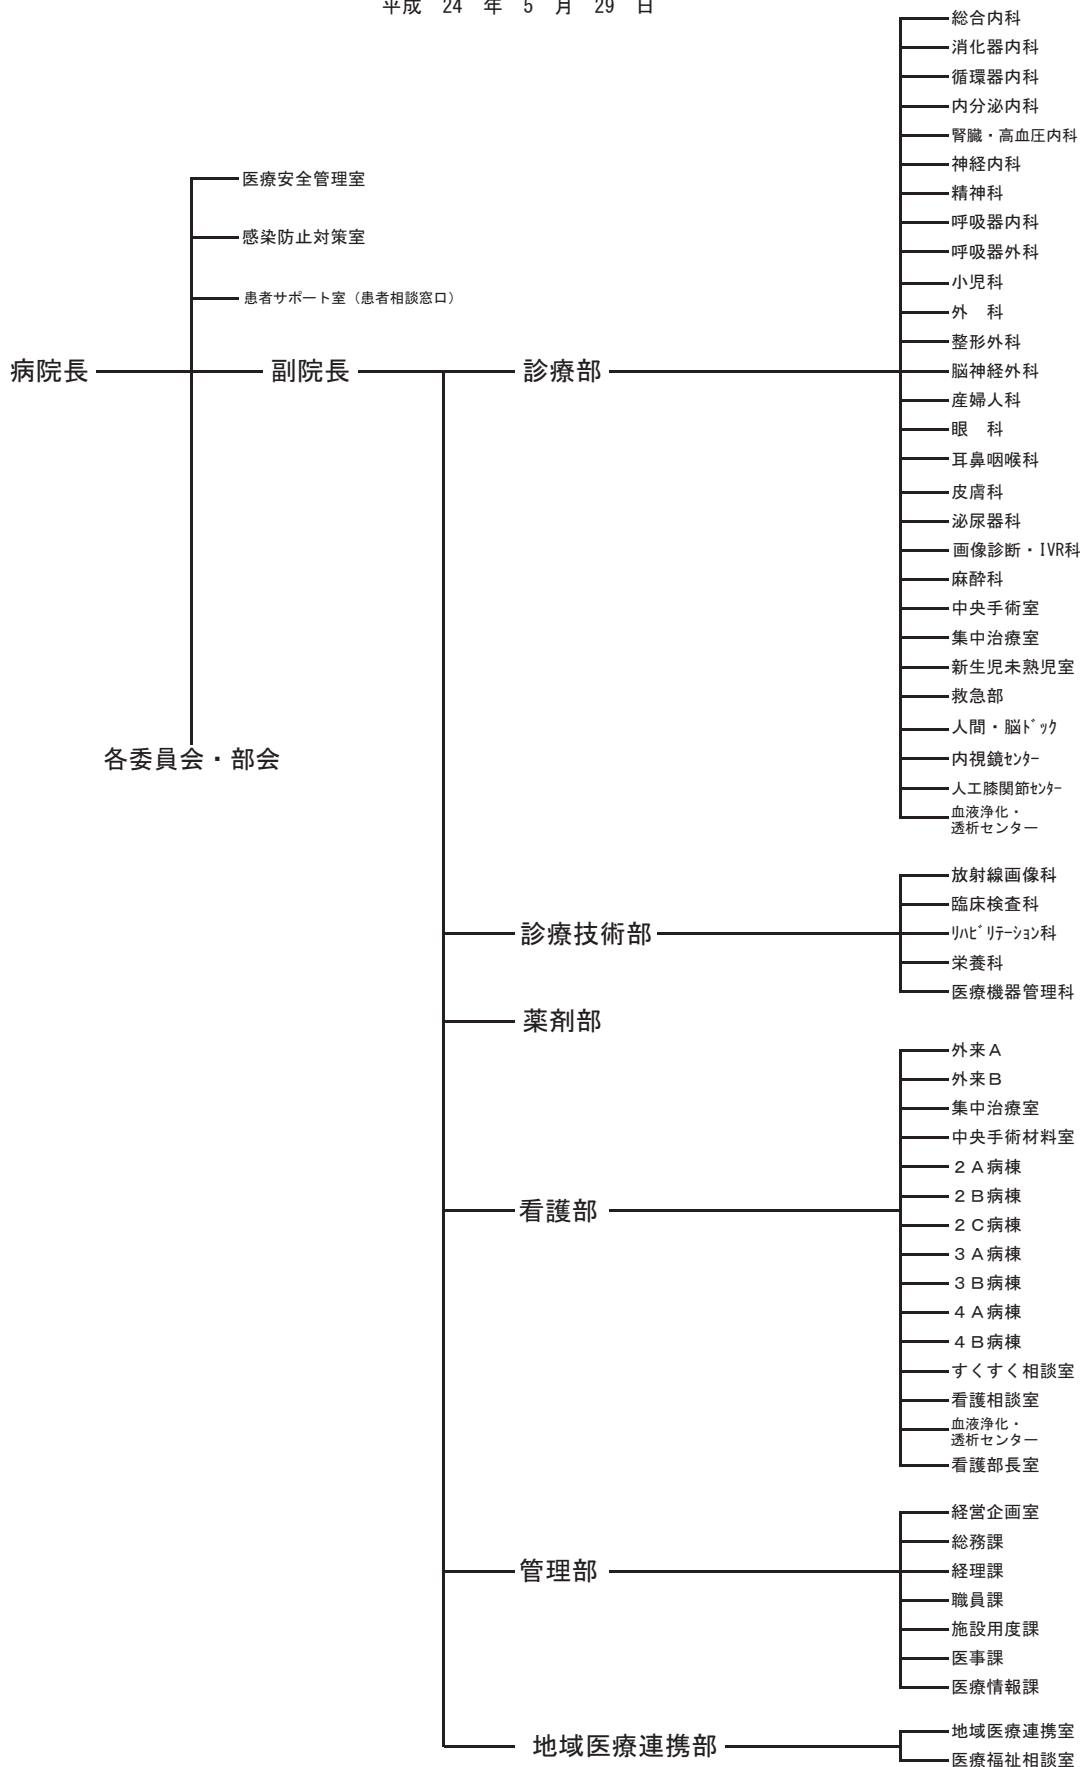 平成 24 年 5 月 29 日
病院長
医療安全管理室
感染防止対策室
患者サポート室（患者相談窓口）
各委員会・部会
副院長
診療部
総合内科
消化器内科
循環器内科
内分泌内科
腎臓・高血圧内科
神経内科
精神科
呼吸器内科
呼吸器外科
小児科
外　科
整形外科
脳神経外科
産婦人科
眼　科
耳鼻咽喉科
皮膚科
泌尿器科
画像診断・IVR科
麻酔科
中央手術室
集中治療室
新生児未熟児室
救急部
人間・脳ﾄﾞｯｸ
内視鏡ｾﾝﾀｰ
人工膝関節ｾﾝﾀｰ
血液浄化・
透析センター
診療技術部
放射線画像科
臨床検査科
ﾘﾊﾋﾞﾘﾃｰｼｮﾝ科
栄養科
医療機器管理科
薬剤部
看護部
外来Ａ
外来Ｂ
集中治療室
中央手術材料室
２Ａ病棟
２Ｂ病棟
２Ｃ病棟
３Ａ病棟
３Ｂ病棟
４Ａ病棟
４Ｂ病棟
すくすく相談室
看護相談室
血液浄化・
透析センター
看護部長室
管理部
経営企画室
総務課
経理課
職員課
施設用度課
医事課
医療情報課
地域医療連携部
地域医療連携室
医療福祉相談室